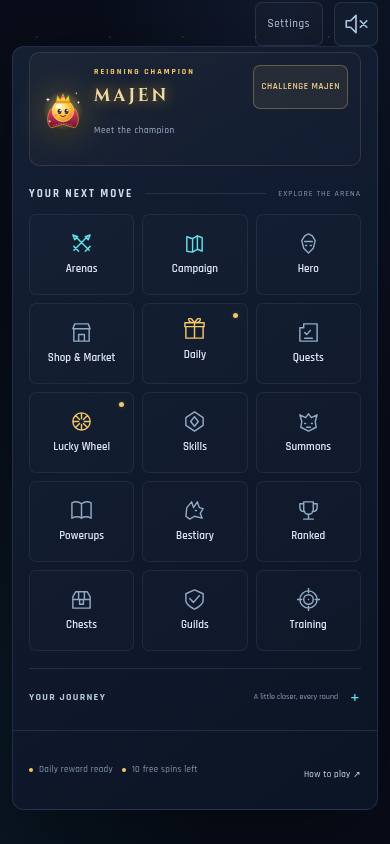 Settings
REIGNING CHAMPION
MAJEN
CHALLENGE MAJEN
Meet the champion
YOUR NEXT MOVE
EXPLORE THE ARENA
Arenas
Campaign
Hero
Shop & Market
Daily
Quests
Lucky Wheel
Skills
Summons
Powerups
Bestiary
Ranked
Chests
Guilds
Training
YOUR JOURNEY
A little closer, every round +
Daily reward ready
10 free spins left
How to play ↗